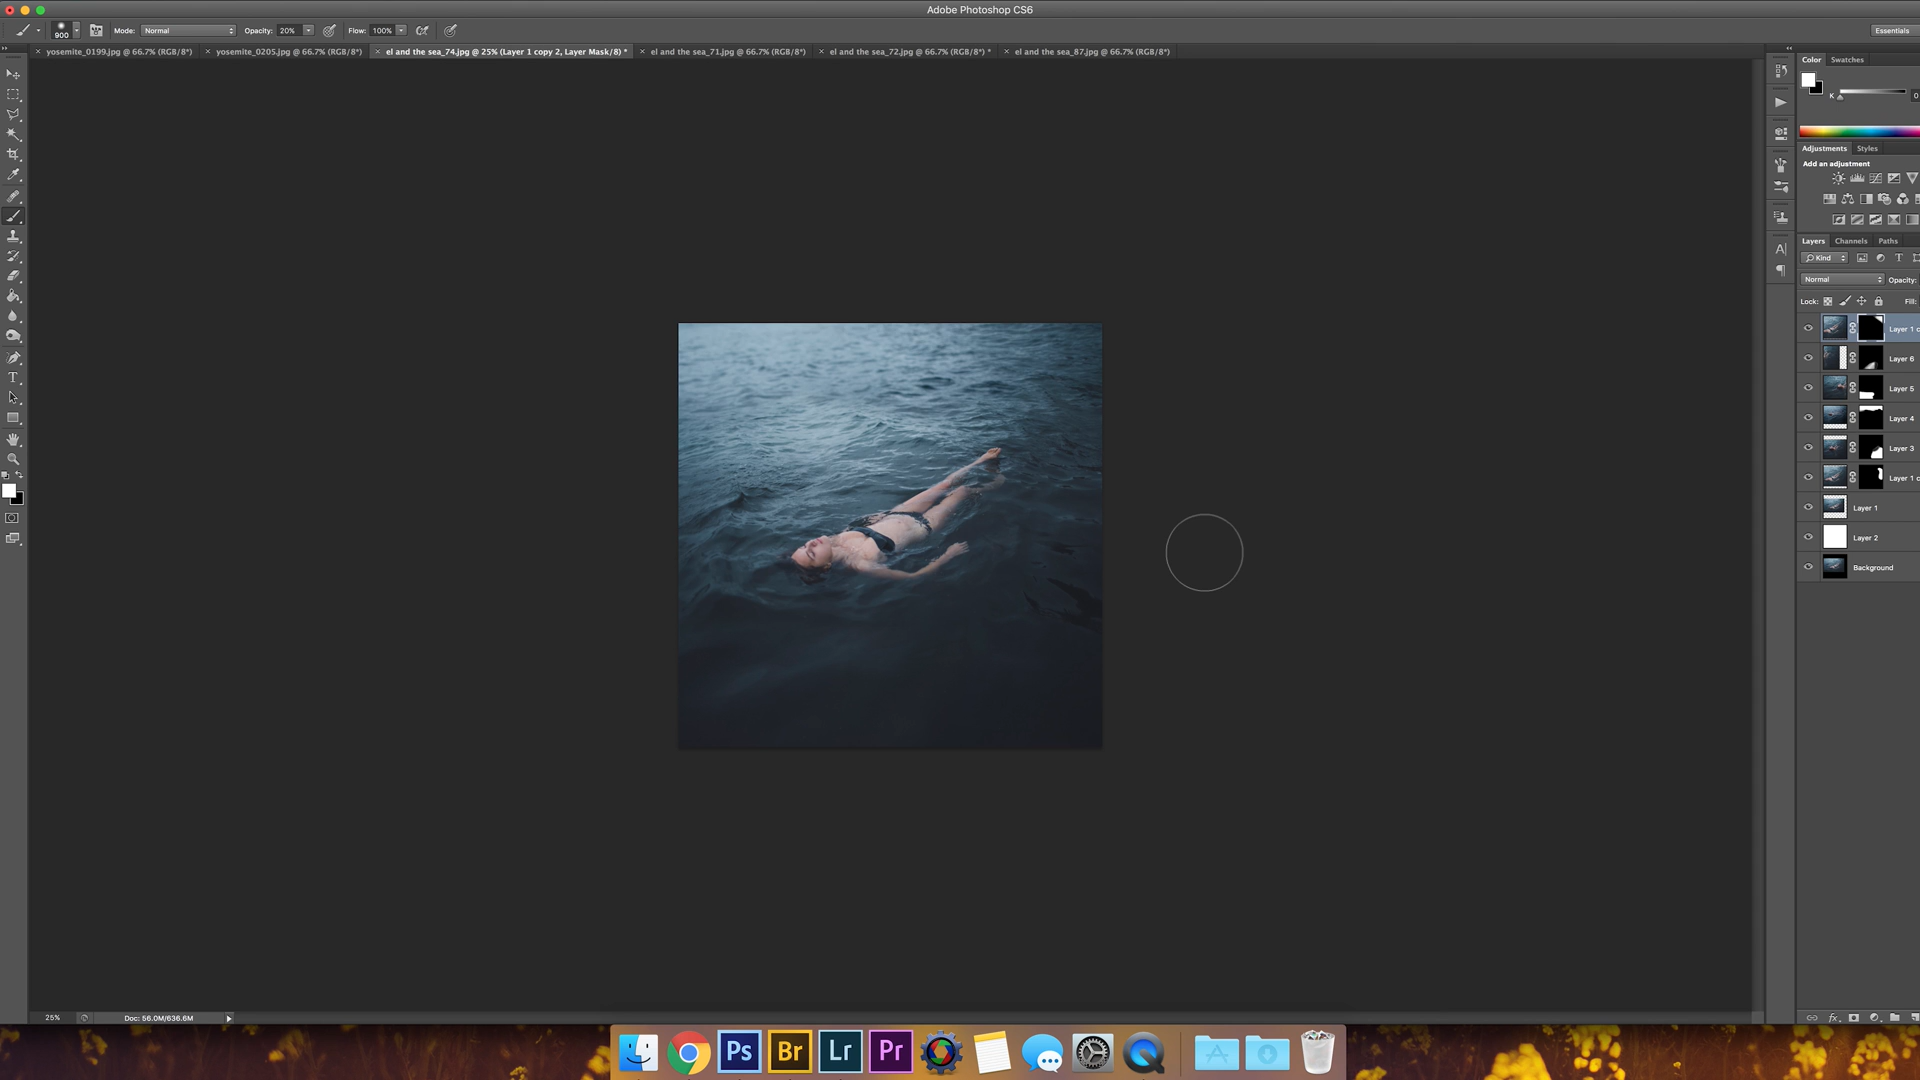 Adobe Photoshop CS6
900 Mode: Normal Opacity: 20% Flow: 100% Essentials
yosemite_0199.jpg @ 66.7% (RGB/8*) yosemite_0205.jpg @ 66.7% (RGB/8*) el and the sea_74.jpg @ 25% (Layer 1 copy 2, Layer Mask/8) * el and the sea_71.jpg @ 66.7% (RGB/8*) el and the sea_72.jpg @ 66.7% (RGB/8*) * el and the sea_87.jpg @ 66.7% (RGB/8*)
Color Swatches
K 0
Adjustments Styles
Add an adjustment
Layers Channels Paths
Kind
Normal Opacity:
Lock: Fill:
Layer 1 c
Layer 6
Layer 5
Layer 4
Layer 3
Layer 1 c
Layer 1
Layer 2
Background
25% Doc: 56.0M/636.6M
Ps Br Lr Pr